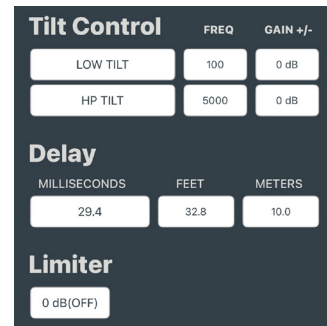 Tilt Control FREQ GAIN +/-
LOW TILT 100 0 dB
HP TILT 5000 0 dB
Delay
MILLISECONDS FEET METERS
29.4 32.8 10.0
Limiter
0 dB(OFF)